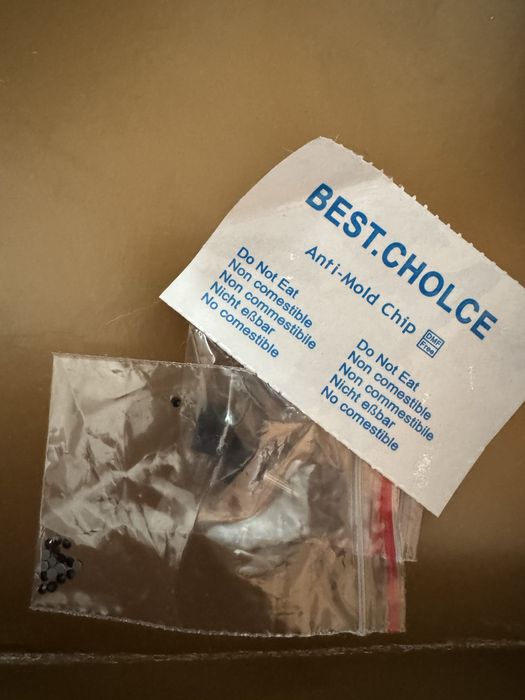 BEST.CHOLCE
Anti-Mold Chip
DMF
Free
Do Not Eat
Non comestible
Non commestibile
Nicht eßbar
No comestible
Do Not Eat
Non comestible
Non commestibile
Nicht eßbar
No comestible